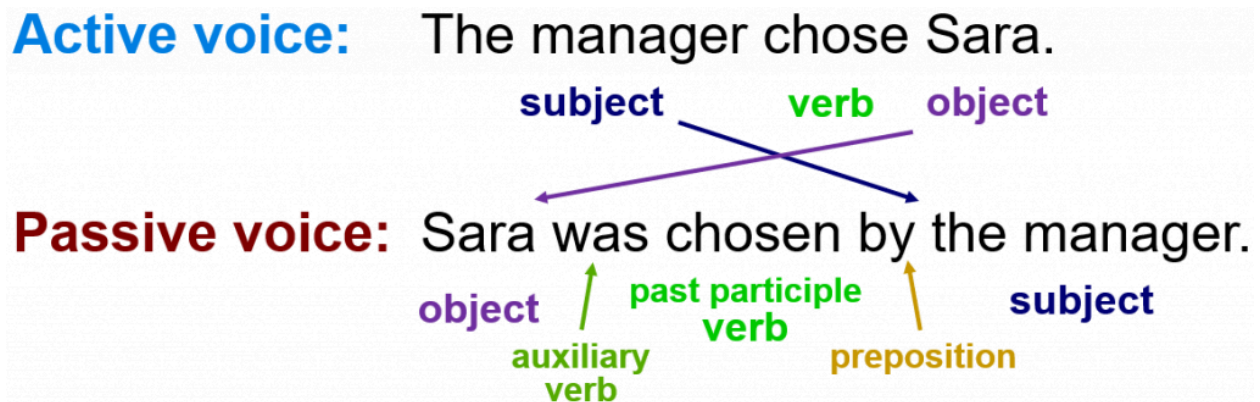 Active voice: The manager chose Sara.
subject verb object
Passive voice: Sara was chosen by the manager.
object past participle verb subject
auxiliary verb preposition